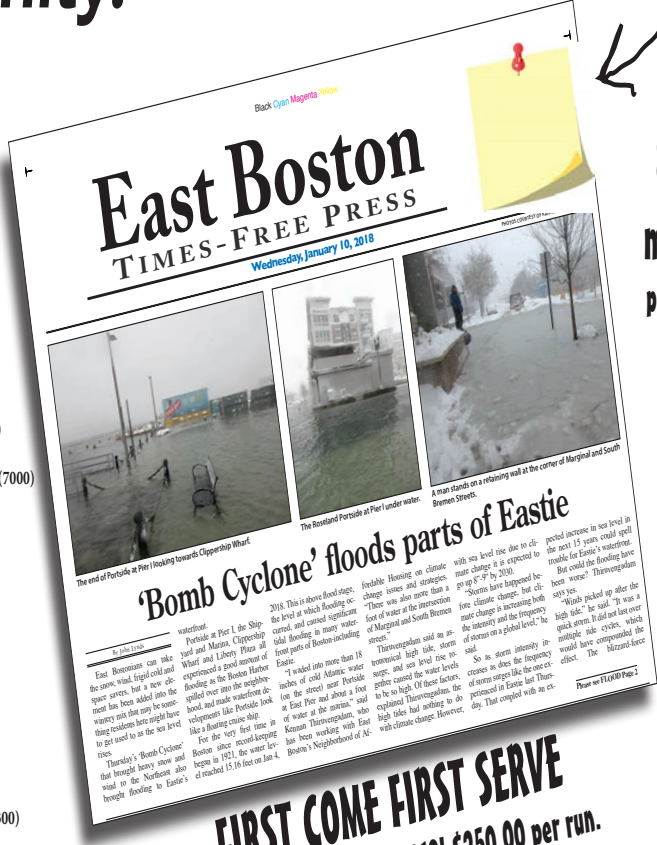 Black Cyan Magenta Yellow
East Boston
TIMES-FREE PRESS
Wednesday, January 10, 2018
PHOTOS COURTESY OF
The end of Portside at Pier I looking towards Clippership Wharf.
The Roseland Portside at Pier I under water.
A man stands on a retaining wall at the corner of Marginal and South
Bremen Streets.
‘Bomb Cyclone’ floods parts of Eastie
By John Lynds
East Bostonians can take
the snow, wind, frigid cold and
space savers, but a new ele-
ment has been added into the
wintery mix that may be some-
thing residents here might have
to get used to as the sea level
rises.
Thursday’s ‘Bomb Cyclone’
that brought heavy snow and
wind to the Northeast also
brought flooding to Eastie’s
waterfront.
Portside at Pier I, the Ship-
yard and Marina, Clippership
Wharf and Liberty Plaza all
experienced a good amount of
flooding as the Boston Harbor
spilled over into the neighbor-
hood, and made waterfront de-
velopments like Portside look
like a floating cruise ship.
For the very first time in
Boston since record-keeping
began in 1921, the water lev-
el reached 15.16 feet on Jan 4,
2018. This is above flood stage,
the level at which flooding oc-
curred, and caused significant
tidal flooding in many water-
front parts of Boston-including
Eastie.
“I waded into more than 18
inches of cold Atlantic water
(on the street) near Portside
at East Pier and about a foot
of water at the marina,” said
Kennan Thiruvengadam, who
has been working with East
Boston’s Neighborhood of Af-
fordable Housing on climate
change issues and strategies.
“There was also more than a
foot of water at the intersection
of Marginal and South Bremen
streets.”
Thiruvengadam said an as-
tronomical high tide, storm
surge, and sea level rise to-
gether caused the water levels
to be so high. Of these factors,
explained Thiruvengadam, the
high tides had nothing to do
with climate change. However,
with sea level rise due to cli-
mate change it is expected to
go up 8”-9” by 2030.
“Storms have happened be-
fore climate change, but cli-
mate change is increasing both
the intensity and the frequency
of storms on a global level,” he
said.
So as storm intensity in-
creases as does the frequency
of storm surges like the one ex-
perienced in Eastie last Thurs-
day. That coupled with an ex-
pected increase in sea level in
the next 15 years could spell
trouble for Eastie’s waterfront.
But could the flooding have
been worse? Thiruvengadam
says yes.
“Winds picked up after the
high tide,” he said. “It was a
quick storm. It did not last over
multiple tide cycles, which
would have compounded the
effect. The blizzard-force
Please see FLOOD Page 2
(7000)
FIRST COME FIRST SERVE
$350.00 per run.